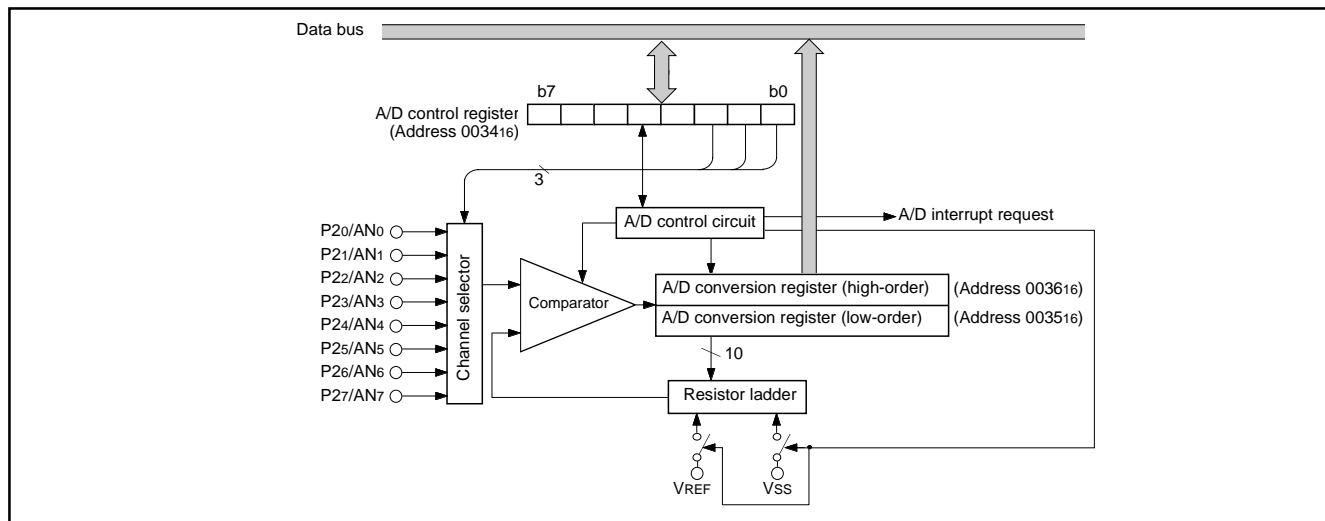 Data bus
b7 b0
A/D control register
(Address 003416)
3
A/D control circuit
A/D interrupt request
P20/AN0
P21/AN1
P22/AN2
P23/AN3
P24/AN4
P25/AN5
P26/AN6
P27/AN7
Channel selector
Comparator
A/D conversion register (high-order) (Address 003616)
A/D conversion register (low-order) (Address 003516)
10
Resistor ladder
VREF VSS